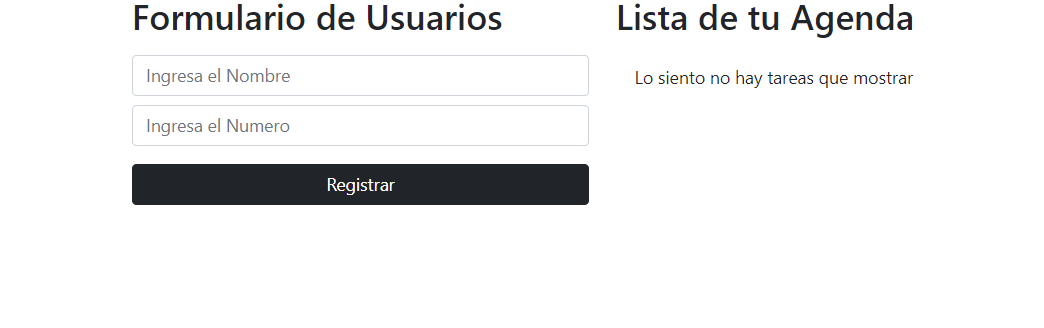 Formulario de Usuarios
Ingresa el Nombre
Ingresa el Numero
Registrar
Lista de tu Agenda
Lo siento no hay tareas que mostrar